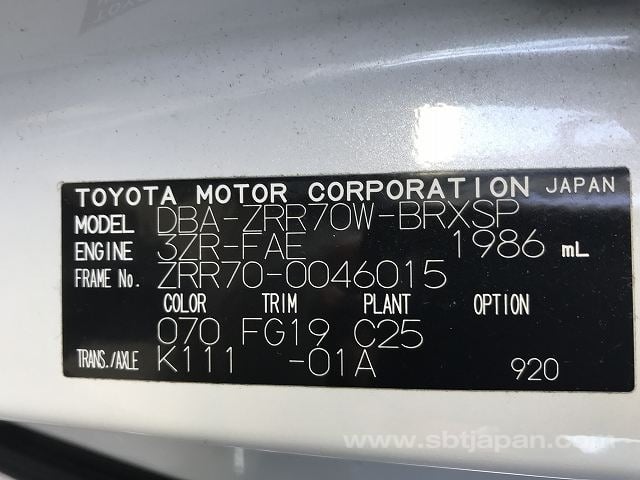 TOYOTA MOTOR CORPORATION JAPAN
MODEL DBA-ZRR70W-BRXSP
ENGINE 3ZR-FAE 1986 mL
FRAME No. ZRR70-0046015
COLOR TRIM PLANT OPTION
070 FG19 C25
TRANS./AXLE K111 -01A 920
www.sbtjapan.com